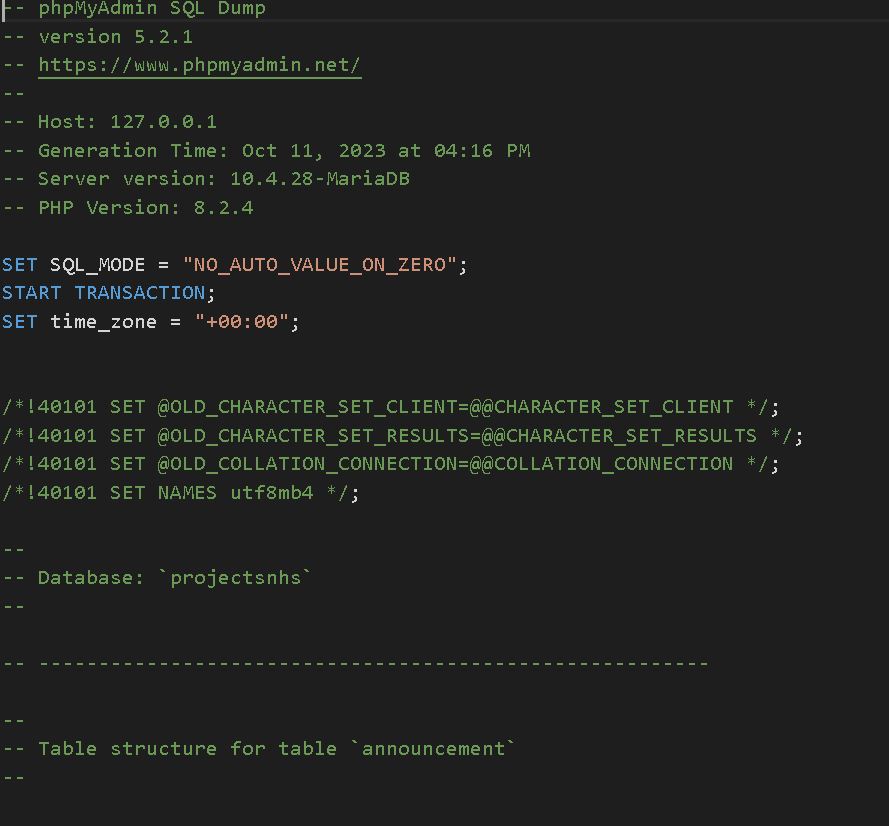 -- phpMyAdmin SQL Dump
-- version 5.2.1
-- https://www.phpmyadmin.net/
--
-- Host: 127.0.0.1
-- Generation Time: Oct 11, 2023 at 04:16 PM
-- Server version: 10.4.28-MariaDB
-- PHP Version: 8.2.4
SET SQL_MODE = "NO_AUTO_VALUE_ON_ZERO";
START TRANSACTION;
SET time_zone = "+00:00";
/*!40101 SET @OLD_CHARACTER_SET_CLIENT=@@CHARACTER_SET_CLIENT */;
/*!40101 SET @OLD_CHARACTER_SET_RESULTS=@@CHARACTER_SET_RESULTS */;
/*!40101 SET @OLD_COLLATION_CONNECTION=@@COLLATION_CONNECTION */;
/*!40101 SET NAMES utf8mb4 */;
--
-- Database: `projectsnhs`
--
-- --------------------------------------------------------
--
-- Table structure for table `announcement`
--